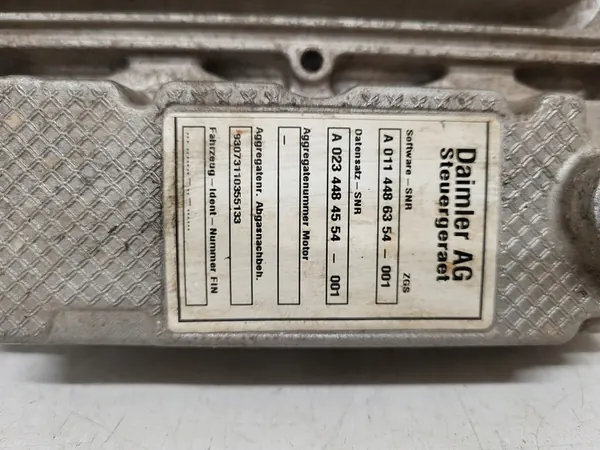 Daimler AG
Steuergeraet
Software – SNR ZGS
A 011 448 63 54 – 001
Datensatz – SNR
A 023 448 45 54 – 001
Aggregatenummer Motor
–
Aggregatenr. Abgasnachbeh.
93073110355133
Fahrzeug – Ident – Nummer FIN